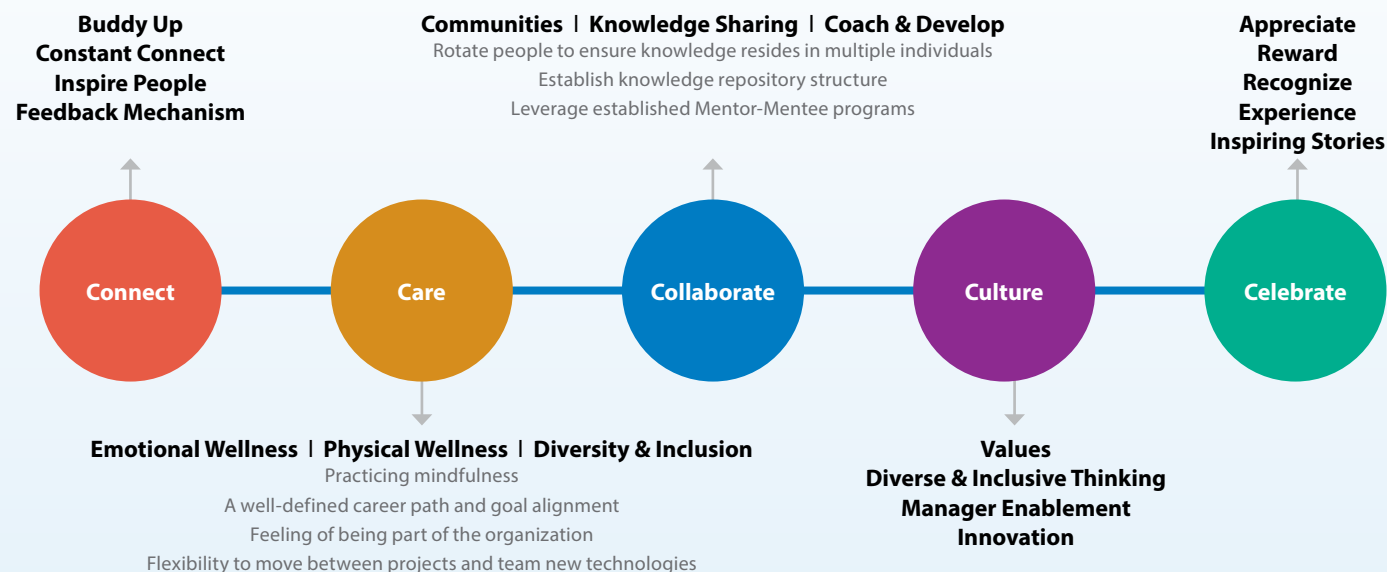 Buddy Up
Constant Connect
Inspire People
Feedback Mechanism
Communities | Knowledge Sharing | Coach & Develop
Rotate people to ensure knowledge resides in multiple individuals
Establish knowledge repository structure
Leverage established Mentor-Mentee programs
Appreciate
Reward
Recognize
Experience
Inspiring Stories
Connect
Care
Collaborate
Culture
Celebrate
Emotional Wellness | Physical Wellness | Diversity & Inclusion
Practicing mindfulness
A well-defined career path and goal alignment
Feeling of being part of the organization
Flexibility to move between projects and team new technologies
Values
Diverse & Inclusive Thinking
Manager Enablement
Innovation